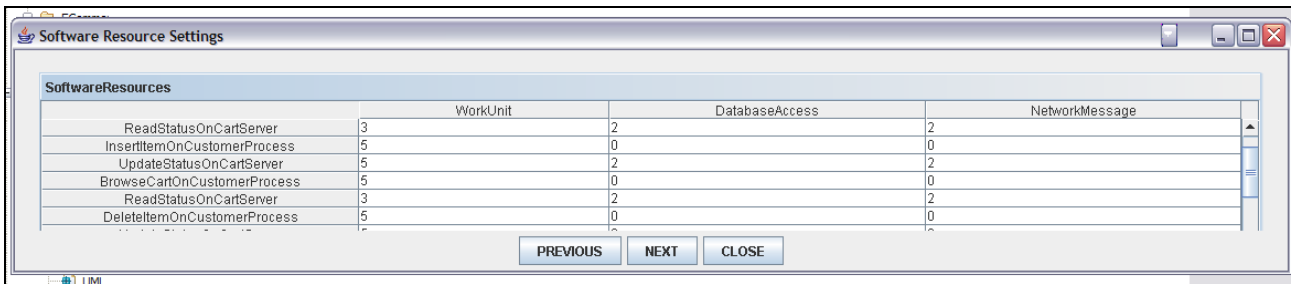 Software Resource Settings
SoftwareResources
WorkUnit DatabaseAccess NetworkMessage
ReadStatusOnCartServer 3 2 2
InsertItemOnCustomerProcess 5 0 0
UpdateStatusOnCartServer 5 2 2
BrowseCartOnCustomerProcess 5 0 0
ReadStatusOnCartServer 3 2 2
DeleteItemOnCustomerProcess 5 0 0
PREVIOUS NEXT CLOSE
UML